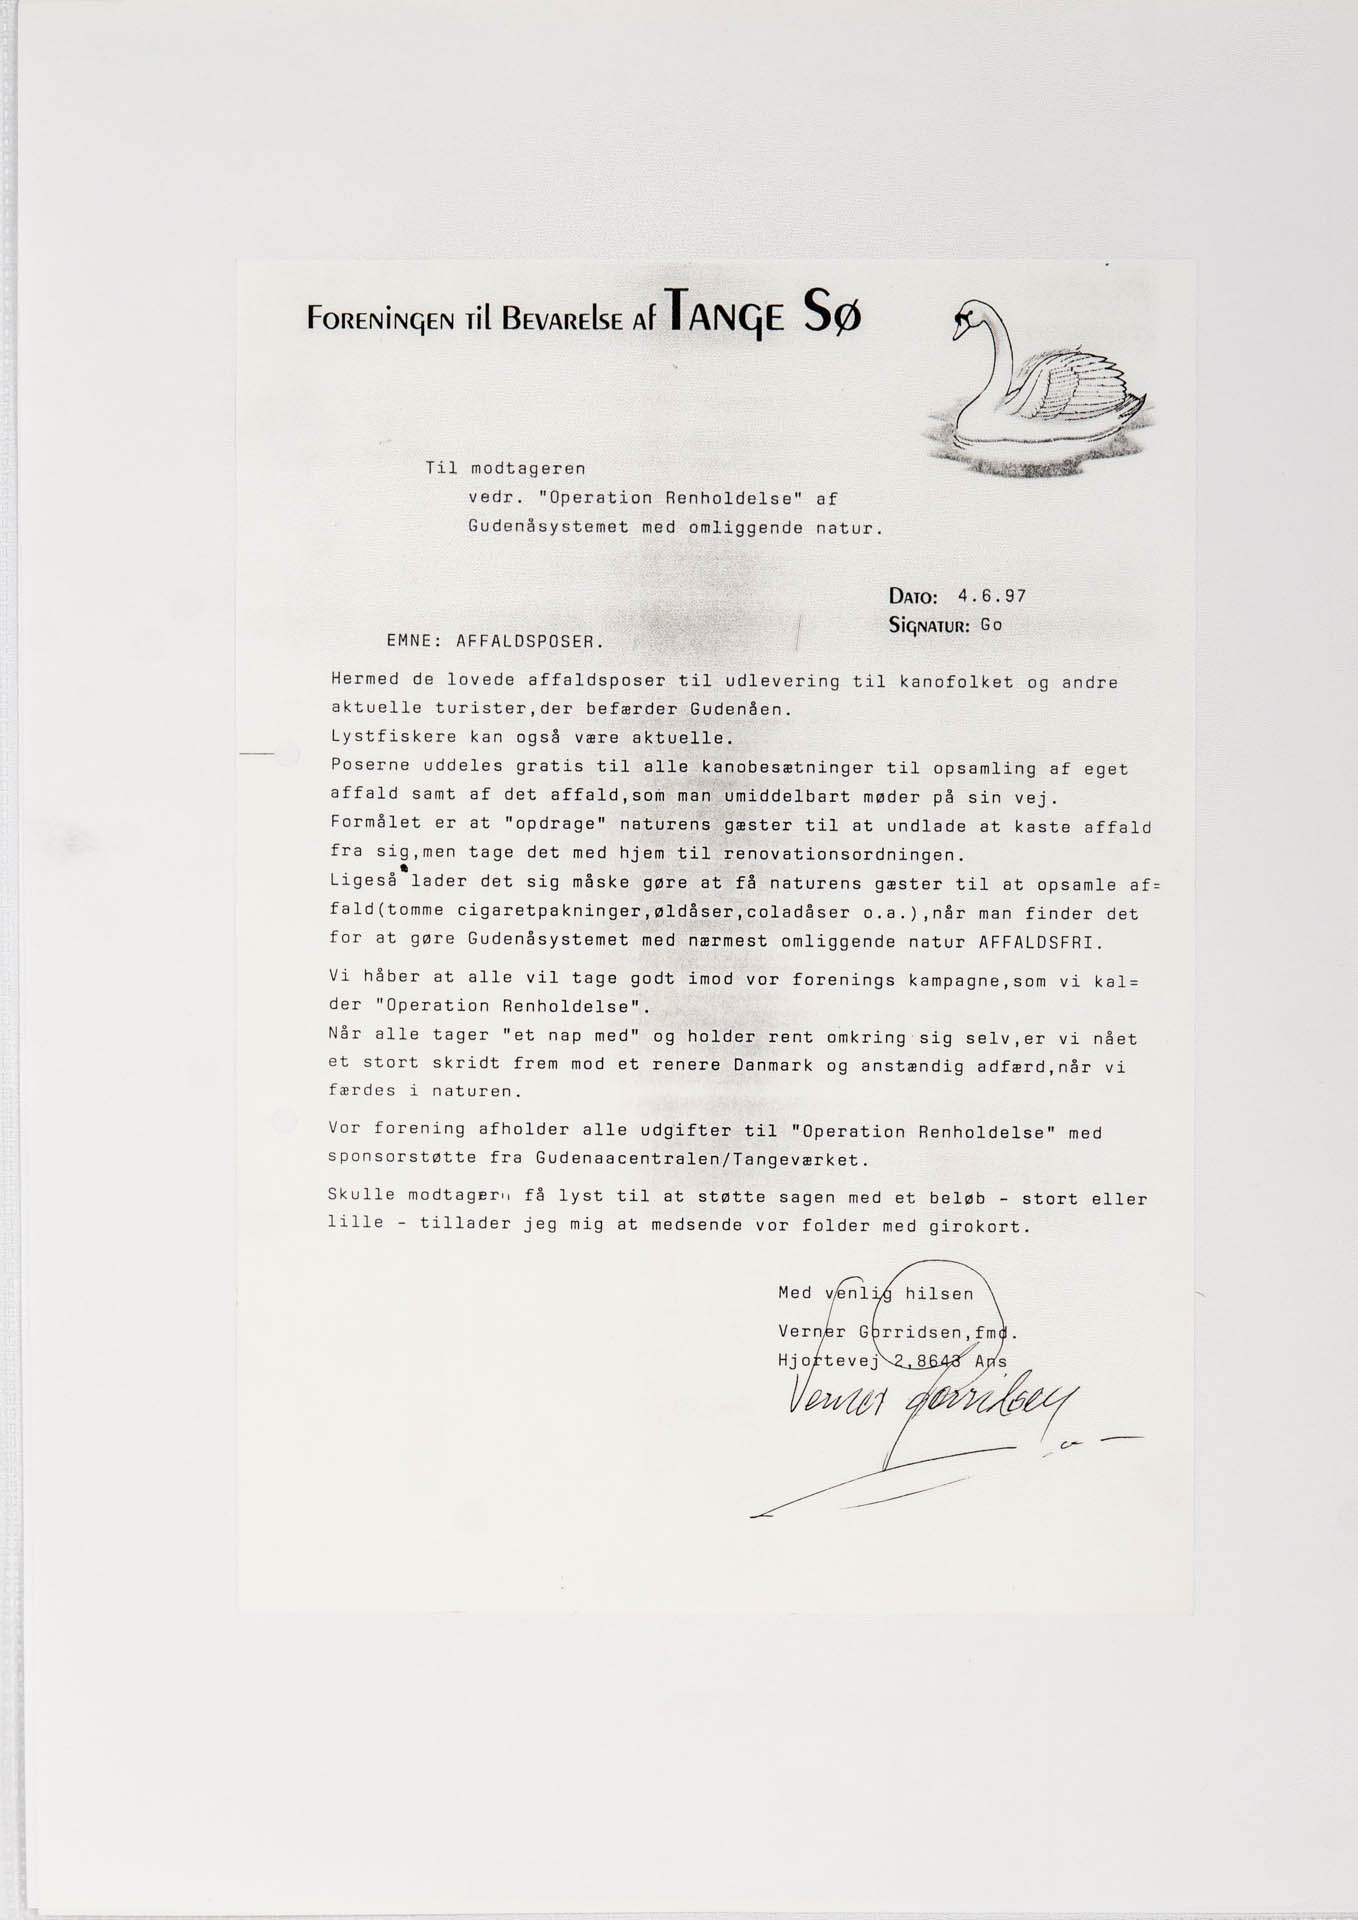 Foreningen til Bevarelse af Tange Sø
Til modtageren
vedr. "Operation Renholdelse" af
Gudenåsystemet med omliggende natur.
Dato: 4.6.97
Signatur: Go
EMNE: AFFALDSPOSER.
Hermed de lovede affaldsposer til udlevering til kanofolket og andre
aktuelle turister,der befærder Gudenåen.
Lystfiskere kan også være aktuelle.
Poserne uddeles gratis til alle kanobesætninger til opsamling af eget
affald samt af det affald,som man umiddelbart møder på sin vej.
Formålet er at "opdrage" naturens gæster til at undlade at kaste affald
fra sig,men tage det med hjem til renovationsordningen.
Ligeså lader det sig måske gøre at få naturens gæster til at opsamle af=
fald(tomme cigaretpakninger,øldåser,coladåser o.a.),når man finder det
for at gøre Gudenåsystemet med nærmest omliggende natur AFFALDSFRI.
Vi håber at alle vil tage godt imod vor forenings kampagne,som vi kal=
der "Operation Renholdelse".
Når alle tager "et nap med" og holder rent omkring sig selv,er vi nået
et stort skridt frem mod et renere Danmark og anstændig adfærd,når vi
færdes i naturen.
Vor forening afholder alle udgifter til "Operation Renholdelse" med
sponsorstøtte fra Gudenaacentralen/Tangeværket.
Skulle få lyst til at støtte sagen med et beløb - stort eller
lille - tillader jeg mig at medsende vor folder med girokort.
Med venlig hilsen
Verner Gorridsen,fmd.
Hjortevej 2,8643 Ans
Verner Gorridsen